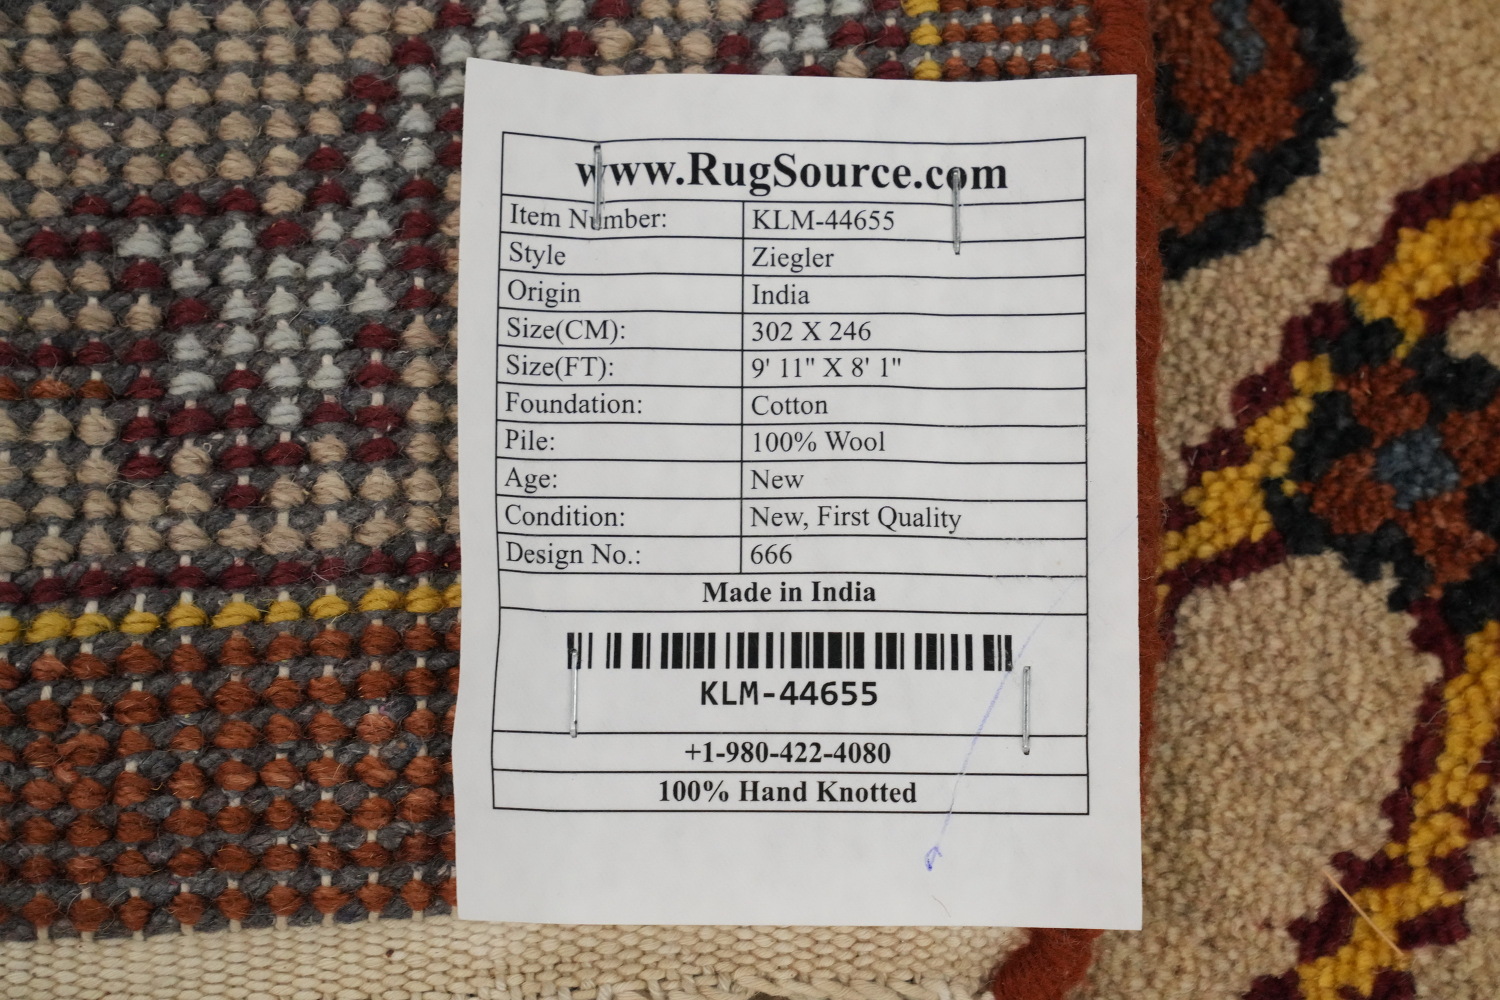 www.RugSource.com
Item Number: KLM-44655
Style Ziegler
Origin India
Size(CM): 302 X 246
Size(FT): 9' 11" X 8' 1"
Foundation: Cotton
Pile: 100% Wool
Age: New
Condition: New, First Quality
Design No.: 666
Made in India
KLM-44655
+1-980-422-4080
100% Hand Knotted